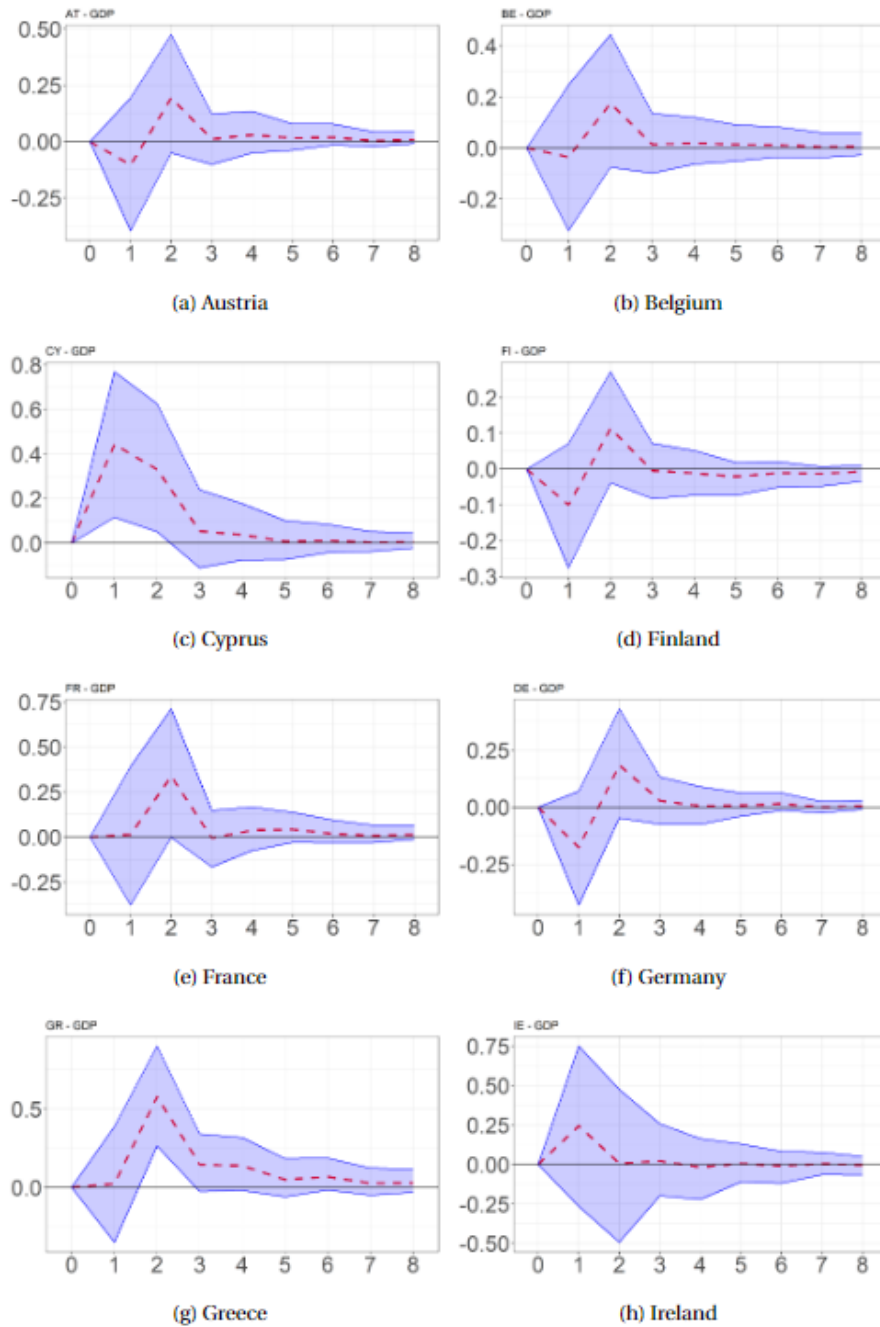 AT - GDP
0.50
0.25
0.00
-0.25
0 1 2 3 4 5 6 7 8
(a) Austria
BE - GDP
0.4
0.2
0.0
-0.2
0 1 2 3 4 5 6 7 8
(b) Belgium
CY - GDP
0.8
0.6
0.4
0.2
0.0
0 1 2 3 4 5 6 7 8
(c) Cyprus
FI - GDP
0.2
0.1
0.0
-0.1
-0.2
-0.3
0 1 2 3 4 5 6 7 8
(d) Finland
FR - GDP
0.75
0.50
0.25
0.00
-0.25
0 1 2 3 4 5 6 7 8
(e) France
DE - GDP
0.25
0.00
-0.25
0 1 2 3 4 5 6 7 8
(f) Germany
GR - GDP
0.5
0.0
0 1 2 3 4 5 6 7 8
(g) Greece
IE - GDP
0.75
0.50
0.25
0.00
-0.25
-0.50
0 1 2 3 4 5 6 7 8
(h) Ireland